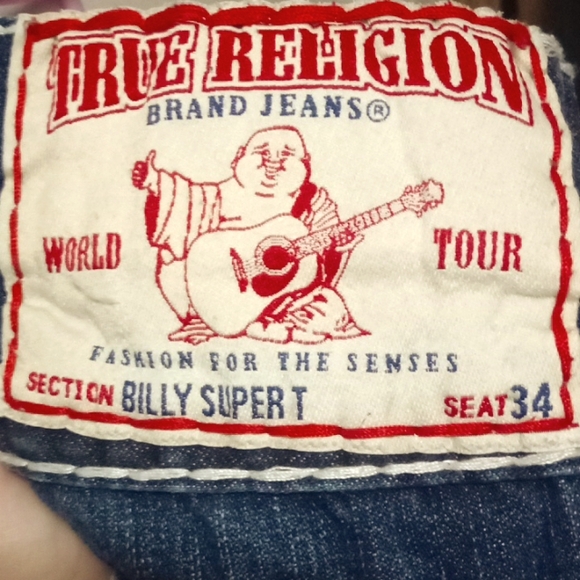 TRUE RELIGION
BRAND JEANS®
WORLD TOUR
FASHION FOR THE SENSES
SECTION BILLY SUPER T SEAT 34